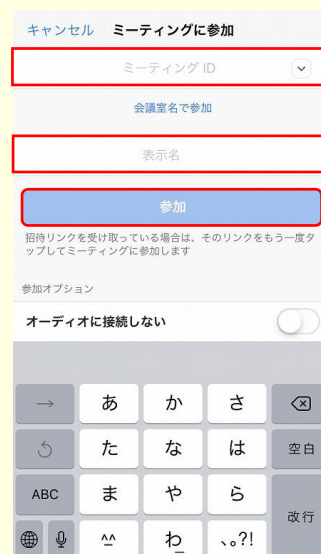 キャンセル ミーティングに参加
ミーティング ID
会議室名で参加
表示名
参加
招待リンクを受け取っている場合は、そのリンクをもう一度タ
ップしてミーティングに参加します
参加オプション
オーディオに接続しない
→ あ か さ
た な は 空白
ABC ま や ら
改行
^^ わ 、。?!